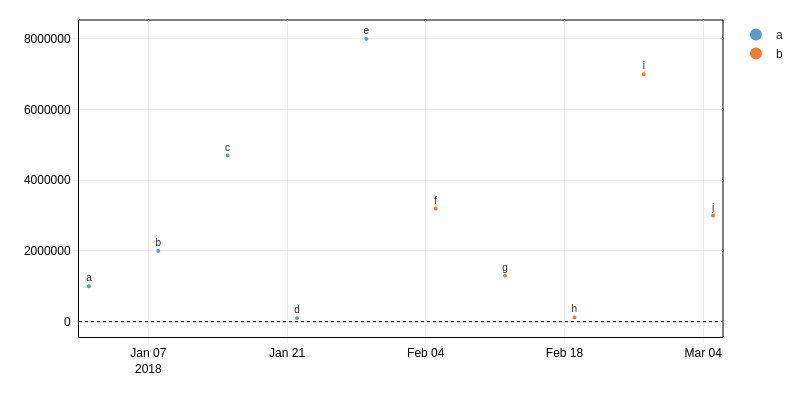 8000000
6000000
4000000
2000000
0
Jan 07
2018
Jan 21
Feb 04
Feb 18
Mar 04
a
b
c
d
e
f
g
h
i
j
a
b